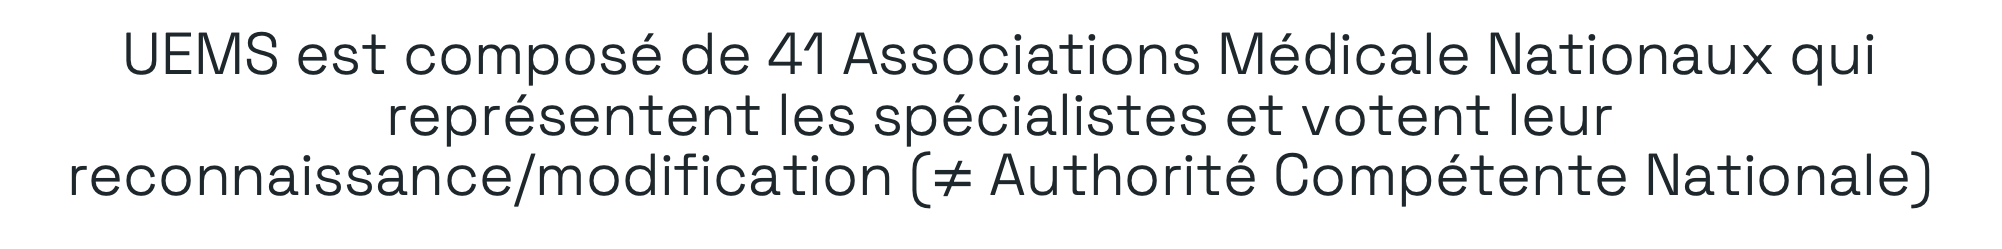 UEMS est composé de 41 Associations Médicale Nationaux qui
représentent les spécialistes et votent leur
reconnaissance/modification (≠ Authorité Compétente Nationale)